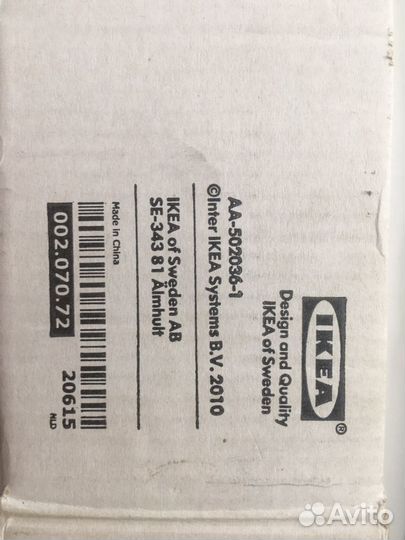 IKEA®
Design and Quality
IKEA of Sweden
AA-502036-1
©Inter IKEA Systems B.V. 2010
IKEA of Sweden AB
SE-343 81 Älmhult
Made in China
002.070.72
20615
MLD
Avito